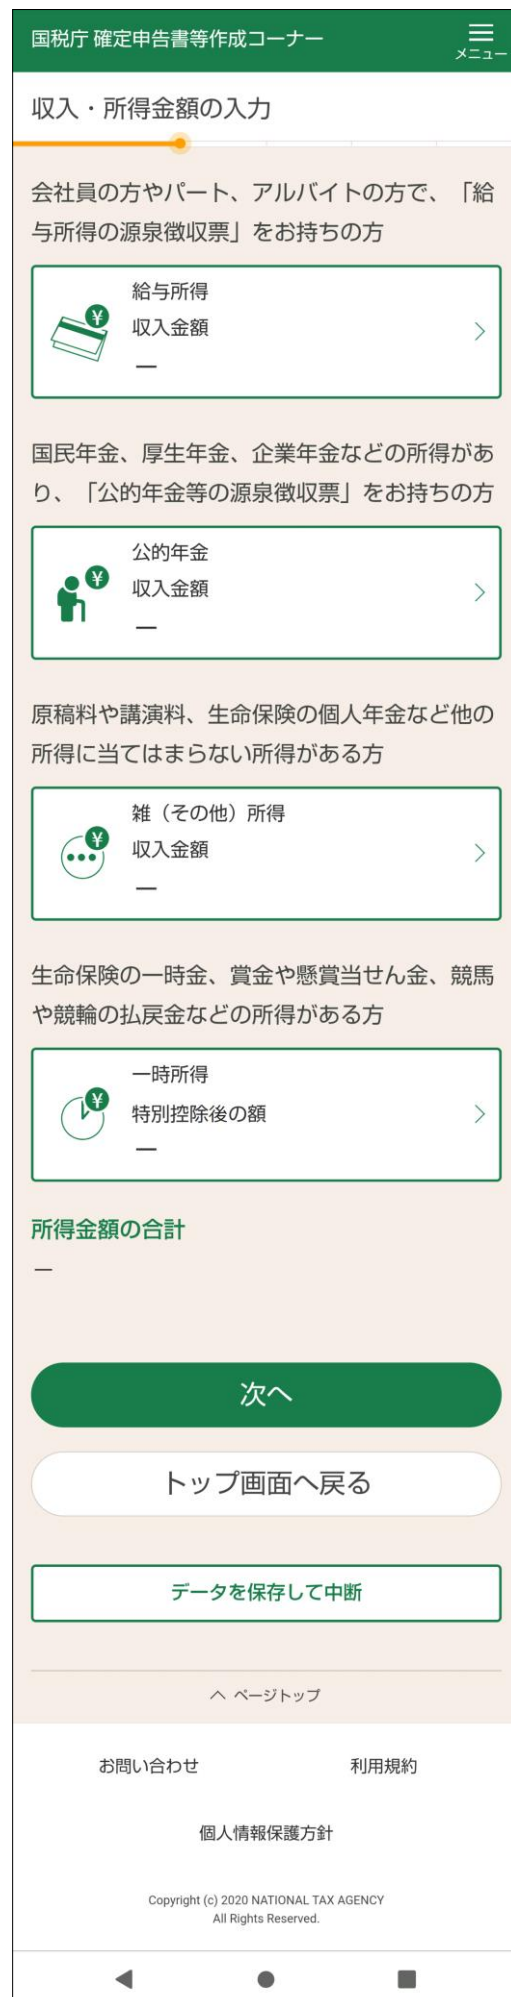 国税庁 確定申告書等作成コーナー
メニュー
収入・所得金額の入力
会社員の方やパート、アルバイトの方で、「給
与所得の源泉徴収票」をお持ちの方
¥
給与所得
収入金額
—
国民年金、厚生年金、企業年金などの所得があ
り、「公的年金等の源泉徴収票」をお持ちの方
¥
公的年金
収入金額
—
原稿料や講演料、生命保険の個人年金など他の
所得に当てはまらない所得がある方
¥
雑（その他）所得
収入金額
—
生命保険の一時金、賞金や懸賞当せん金、競馬
や競輪の払戻金などの所得がある方
¥
一時所得
特別控除後の額
—
所得金額の合計
—
次へ
トップ画面へ戻る
データを保存して中断
ページトップ
お問い合わせ 利用規約
個人情報保護方針
Copyright (c) 2020 NATIONAL TAX AGENCY
All Rights Reserved.